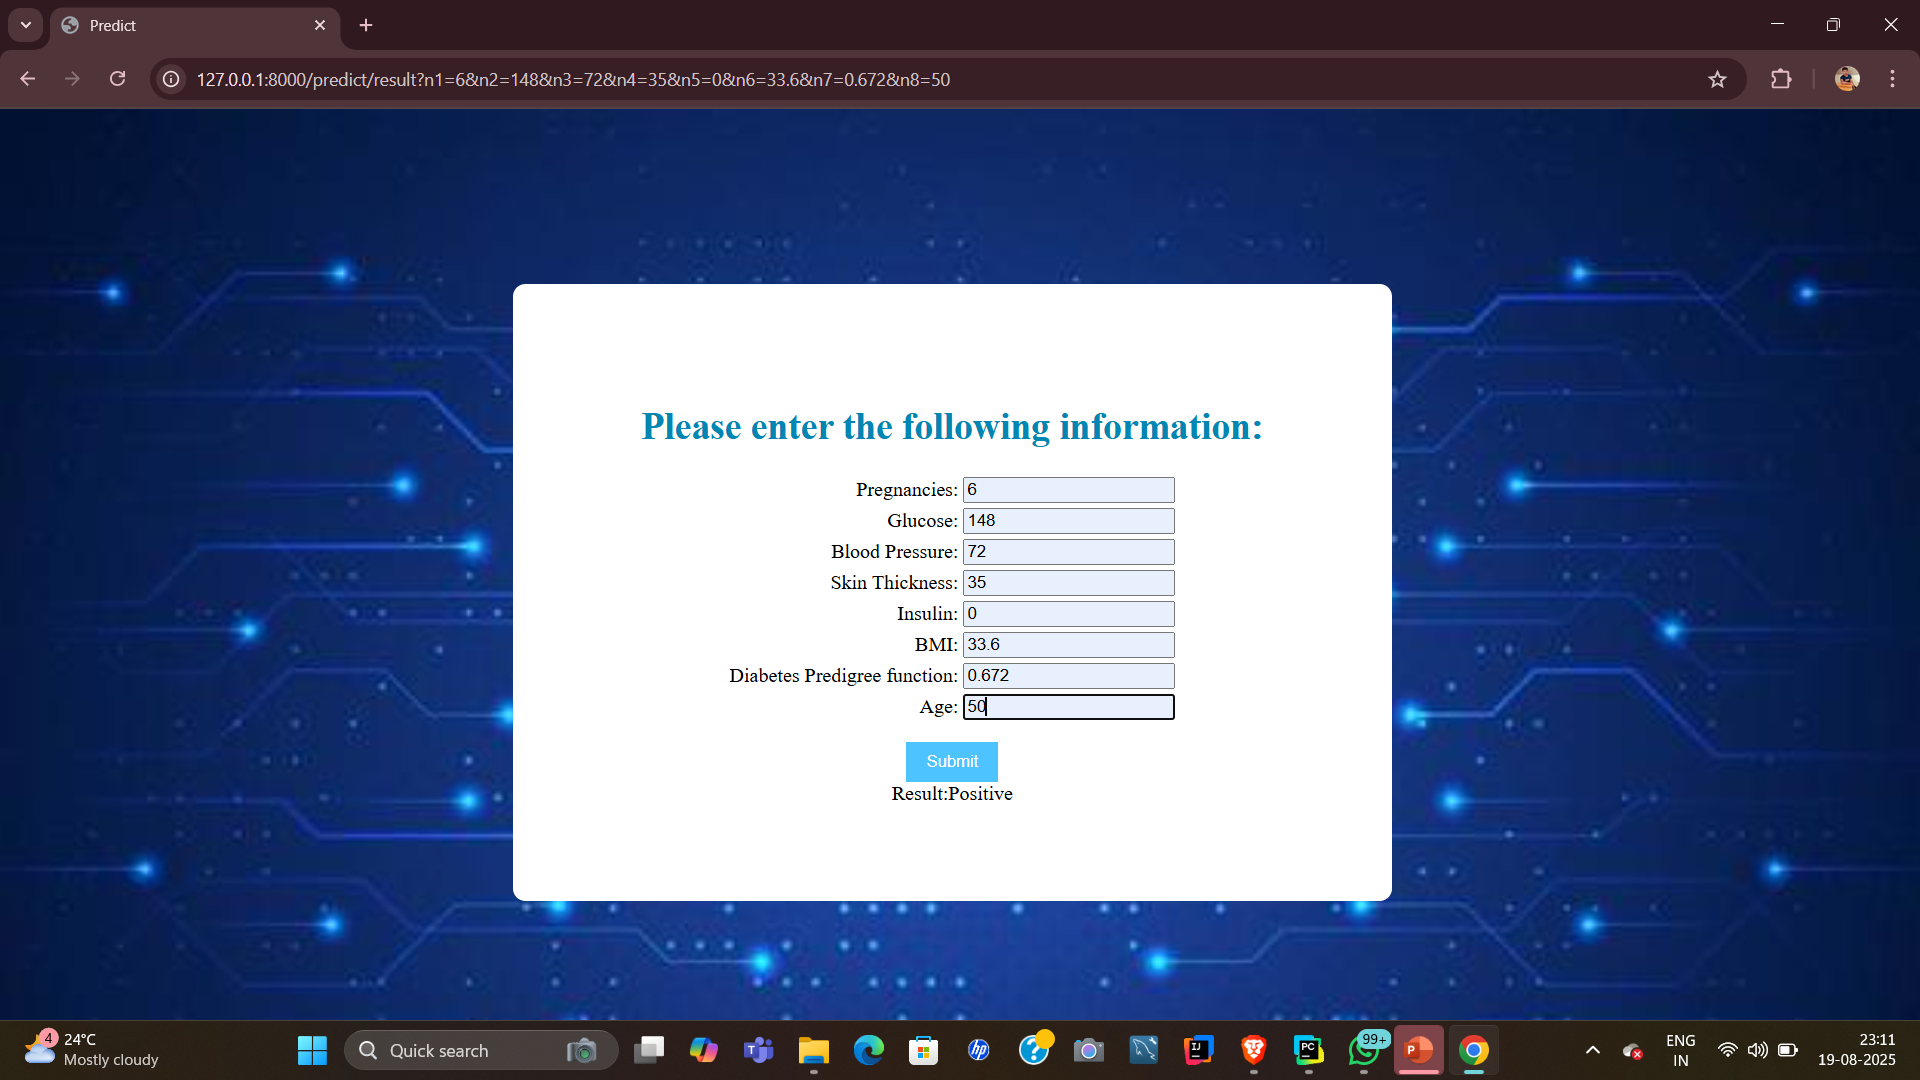 Predict
127.0.0.1:8000/predict/result?n1=6&n2=148&n3=72&n4=35&n5=0&n6=33.6&n7=0.672&n8=50
Please enter the following information:
Pregnancies: 6
Glucose: 148
Blood Pressure: 72
Skin Thickness: 35
Insulin: 0
BMI: 33.6
Diabetes Predigree function: 0.672
Age: 50
Submit
Result:Positive
4
24°C
Mostly cloudy
Quick search
T
hp
?
IJ
PC
99+
P
ENG
IN
23:11
19-08-2025